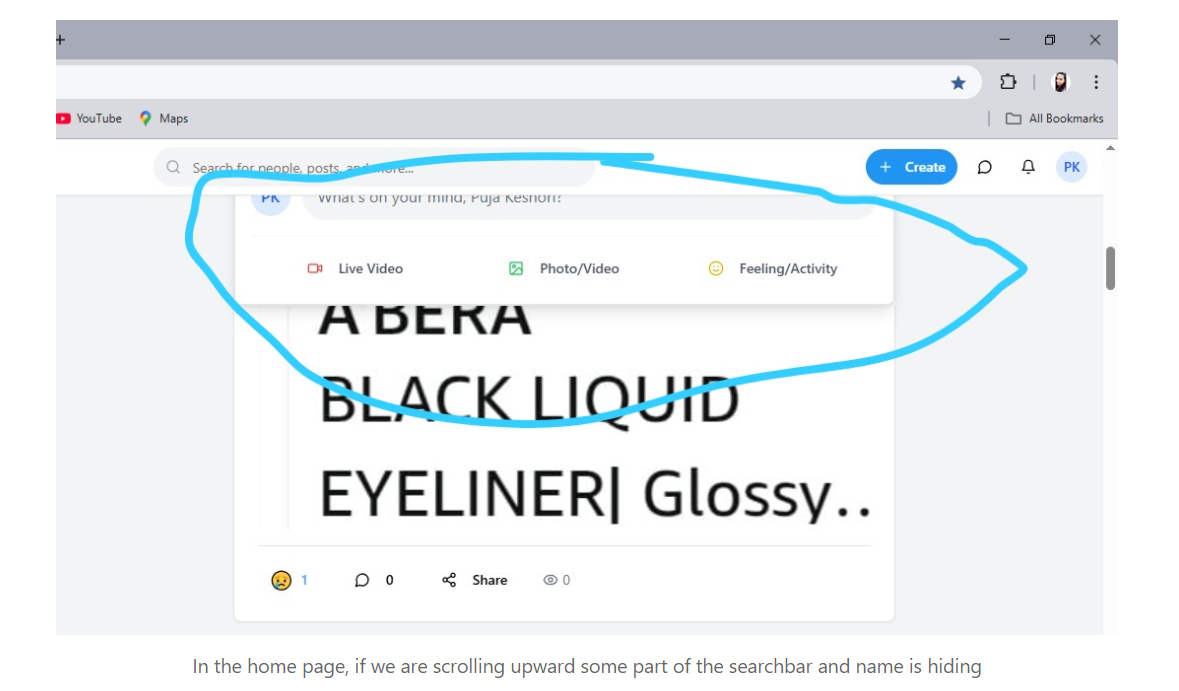 +
YouTube Maps All Bookmarks
Search for people, posts, and more... + Create PK
PK What's on your mind, Puja Keshori?
Live Video Photo/Video Feeling/Activity
A BERA
BLACK LIQUID
EYELINER| Glossy..
1 0 Share 0
In the home page, if we are scrolling upward some part of the searchbar and name is hiding